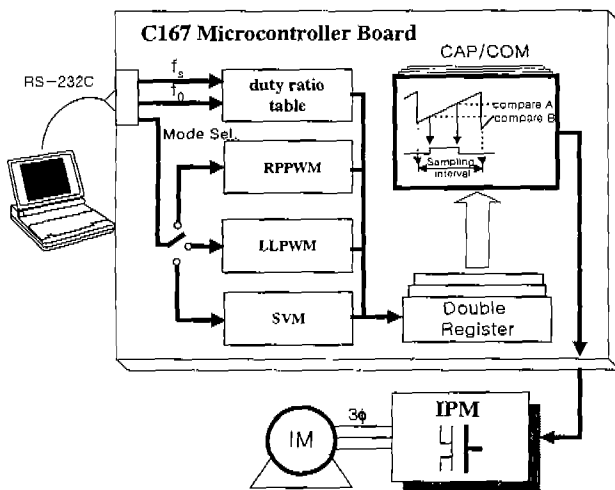 C167 Microcontroller Board
CAP/COM
RS-232C
fs
f0
duty ratio
table
compare A
compare B
Sampling
interval
Mode Sel.
RPPWM
LLPWM
SVM
Double
Register
IPM
3ϕ
IM